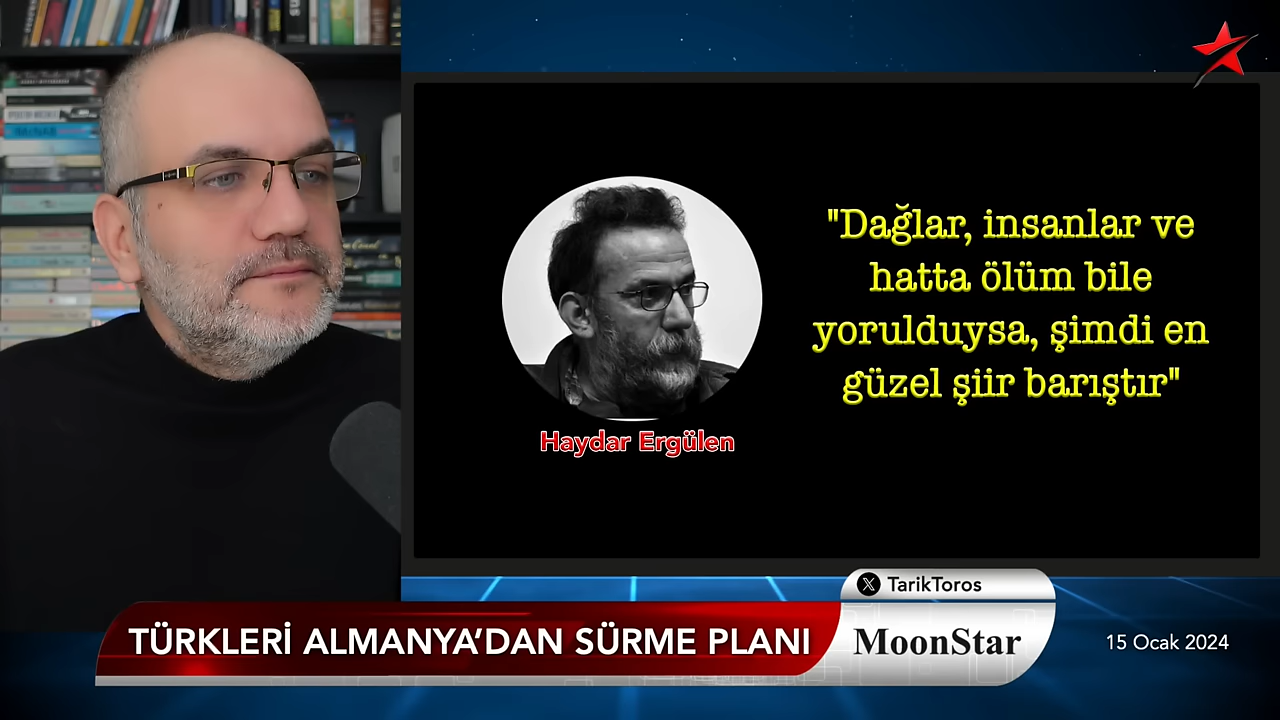 "Dağlar, insanlar ve
hatta ölüm bile
yorulduysa, şimdi en
güzel şiir barıştır"
Haydar Ergülen
TarikToros
TÜRKLERİ ALMANYA’DAN SÜRME PLANI
MoonStar
15 Ocak 2024